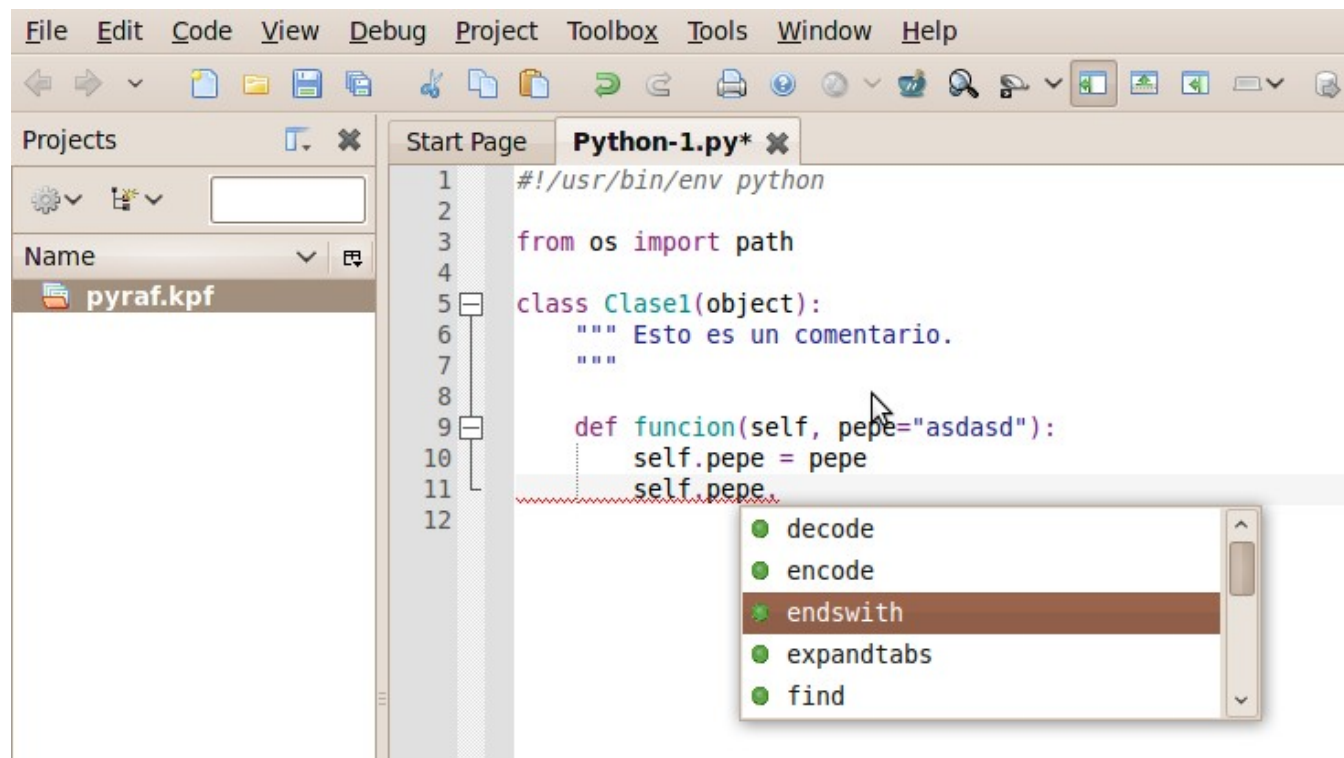 File Edit Code View Debug Project Toolbox Tools Window Help
Projects
Start Page Python-1.py*
Name
pyraf.kpf
1 #!/usr/bin/env python
2
3 from os import path
4
5 class Clase1(object):
6 """ Esto es un comentario.
7 """
8
9 def funcion(self, pepe="asdasd"):
10 self.pepe = pepe
11 self.pepe.
12
decode
encode
endswith
expandtabs
find